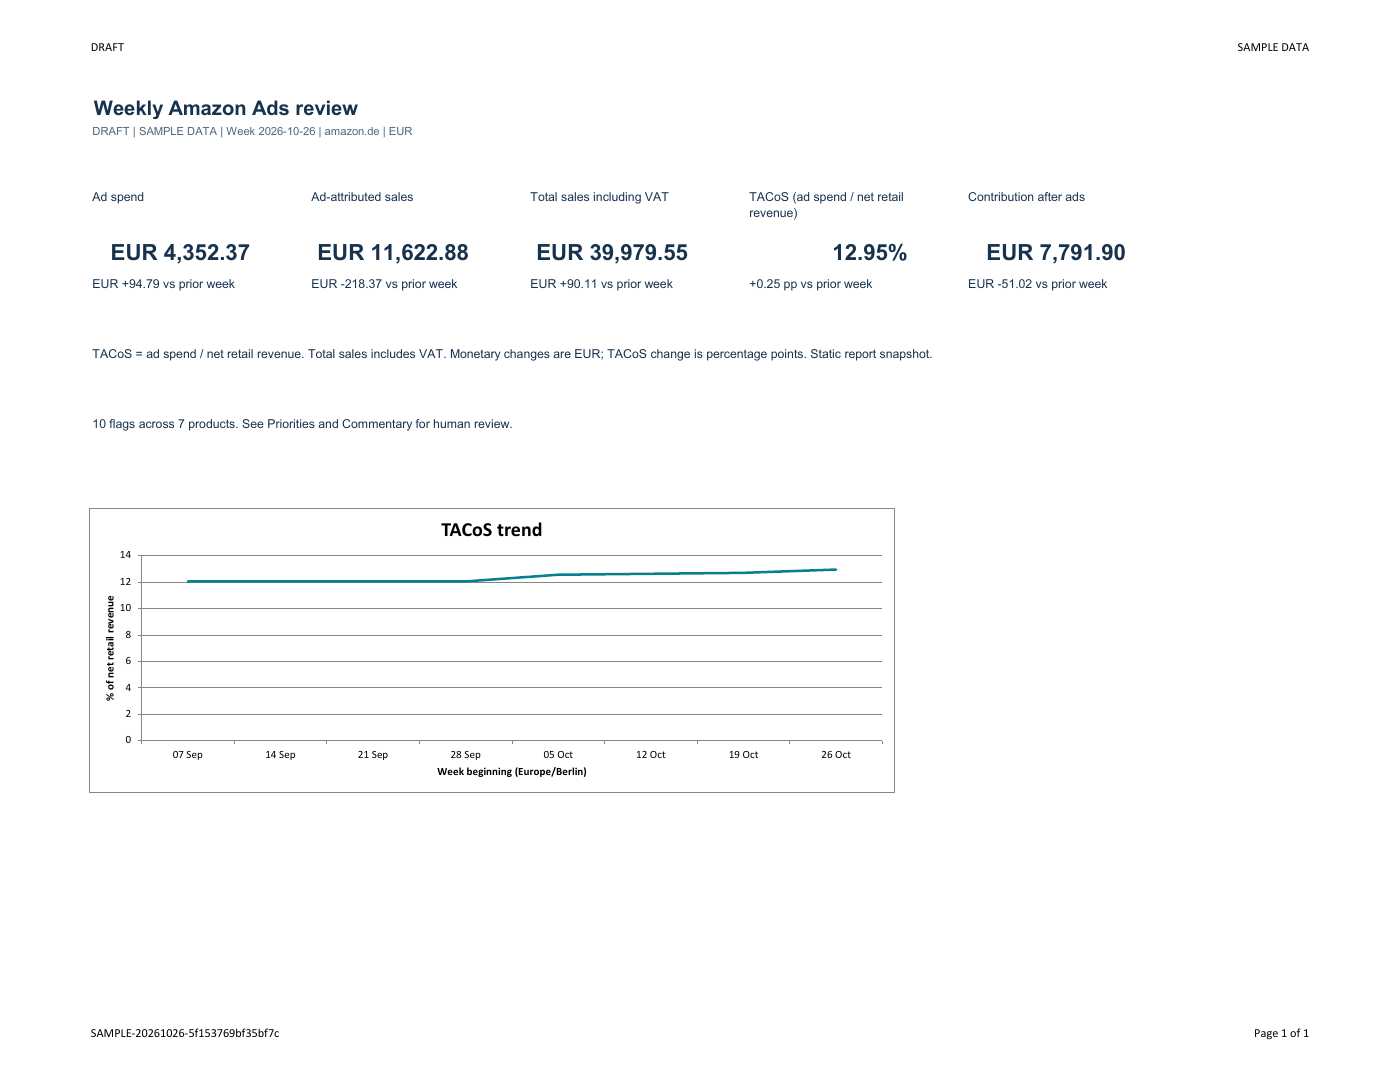 DRAFT
SAMPLE DATA
Weekly Amazon Ads review
DRAFT | SAMPLE DATA | Week 2026-10-26 | amazon.de | EUR
Ad spend
EUR 4,352.37
EUR +94.79 vs prior week
Ad-attributed sales
EUR 11,622.88
EUR -218.37 vs prior week
Total sales including VAT
EUR 39,979.55
EUR +90.11 vs prior week
TACoS (ad spend / net retail
revenue)
12.95%
+0.25 pp vs prior week
Contribution after ads
EUR 7,791.90
EUR -51.02 vs prior week
TACoS = ad spend / net retail revenue. Total sales includes VAT. Monetary changes are EUR; TACoS change is percentage points. Static report snapshot.
10 flags across 7 products. See Priorities and Commentary for human review.
TACoS trend
% of net retail revenue
14
12
10
8
6
4
2
0
07 Sep
14 Sep
21 Sep
28 Sep
05 Oct
12 Oct
19 Oct
26 Oct
Week beginning (Europe/Berlin)
SAMPLE-20261026-5f153769bf35bf7c
Page 1 of 1